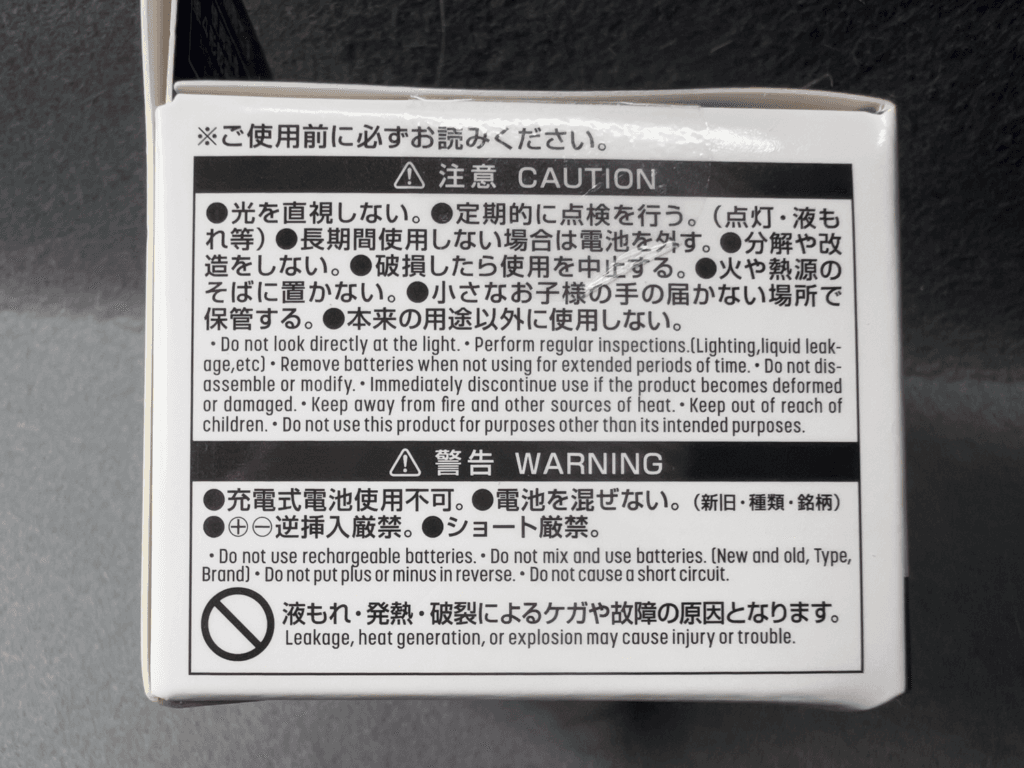 ※ご使用前に必ずお読みください。
⚠ 注意 CAUTION
●光を直視しない。●定期的に点検を行う。（点灯・液も
れ等）●長期間使用しない場合は電池を外す。●分解や改
造をしない。●破損したら使用を中止する。●火や熱源の
そばに置かない。●小さなお子様の手の届かない場所で
保管する。●本来の用途以外に使用しない。
・Do not look directly at the light.・Perform regular inspections.(Lighting,liquid leak-
age,etc)・Remove batteries when not using for extended periods of time.・Do not dis-
assemble or modify.・Immediately discontinue use if the product becomes deformed
or damaged.・Keep away from fire and other sources of heat.・Keep out of reach of
children.・Do not use this product for purposes other than its intended purposes.
⚠ 警告 WARNING
●充電式電池使用不可。●電池を混ぜない。（新旧・種類・銘柄）
●⊕⊖逆挿入厳禁。●ショート厳禁。
・Do not use rechargeable batteries.・Do not mix and use batteries. (New and old, Type,
Brand)・Do not put plus or minus in reverse.・Do not cause a short circuit.
液もれ・発熱・破裂によるケガや故障の原因となります。
Leakage, heat generation, or explosion may cause injury or trouble.